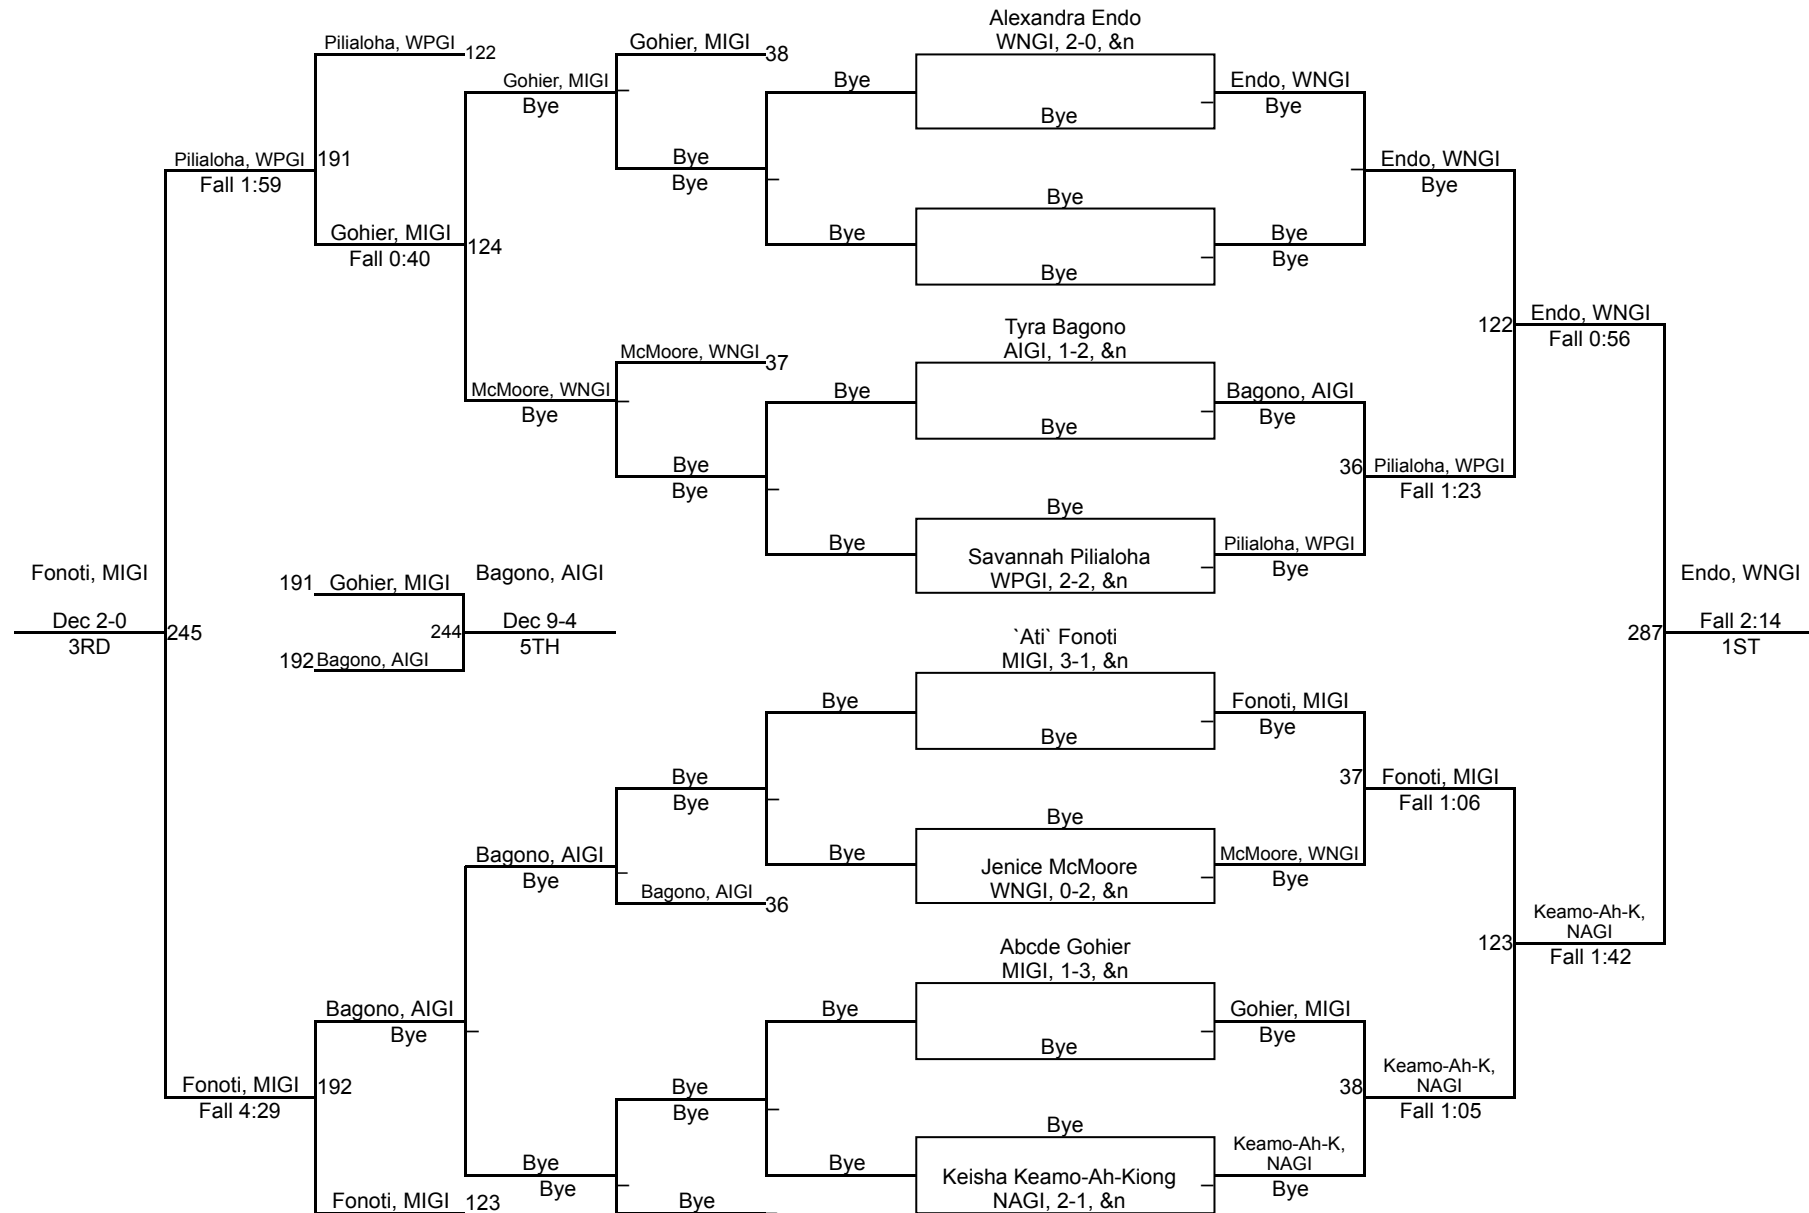 Alexandra Endo
WNGI, 2-0, &n
Pilialoha, WPGI
122
Gohier, MIGI
38
Gohier, MIGI
Bye
Bye
Bye
Endo, WNGI
Bye
Pilialoha, WPGI
191
Fall 1:59
Bye
Bye
Endo, WNGI
Bye
Gohier, MIGI
124
Fall 0:40
Bye
Bye
Bye
Bye
Bye
Tyra Bagono
AIGI, 1-2, &n
122
Endo, WNGI
Fall 0:56
McMoore, WNGI
37
McMoore, WNGI
Bye
Bye
Bye
Bagono, AIGI
Bye
Bye
Bye
36
Pilialoha, WPGI
Fall 1:23
Bye
Bye
Savannah Pilialoha
WPGI, 2-2, &n
Pilialoha, WPGI
Bye
Fonoti, MIGI
Dec 2-0
3RD
245
191
Gohier, MIGI
192
Bagono, AIGI
244
Bagono, AIGI
Dec 9-4
5TH
Endo, WNGI
287
Fall 2:14
1ST
`Ati` Fonoti
MIGI, 3-1, &n
Bye
Bye
Fonoti, MIGI
Bye
Bye
Bye
37
Fonoti, MIGI
Fall 1:06
Bye
Bagono, AIGI
Bye
Bye
Jenice McMoore
WNGI, 0-2, &n
McMoore, WNGI
Bye
Bagono, AIGI
36
Abcde Gohier
MIGI, 1-3, &n
123
Keamo-Ah-K,
NAGI
Fall 1:42
Bagono, AIGI
Bye
Bye
Bye
Gohier, MIGI
Bye
Fonoti, MIGI
192
Fall 4:29
Bye
Bye
38
Keamo-Ah-K,
NAGI
Fall 1:05
Bye
Bye
Bye
Bye
Keisha Keamo-Ah-Kiong
NAGI, 2-1, &n
Keamo-Ah-K,
NAGI
Bye
Fonoti, MIGI
123
Bye